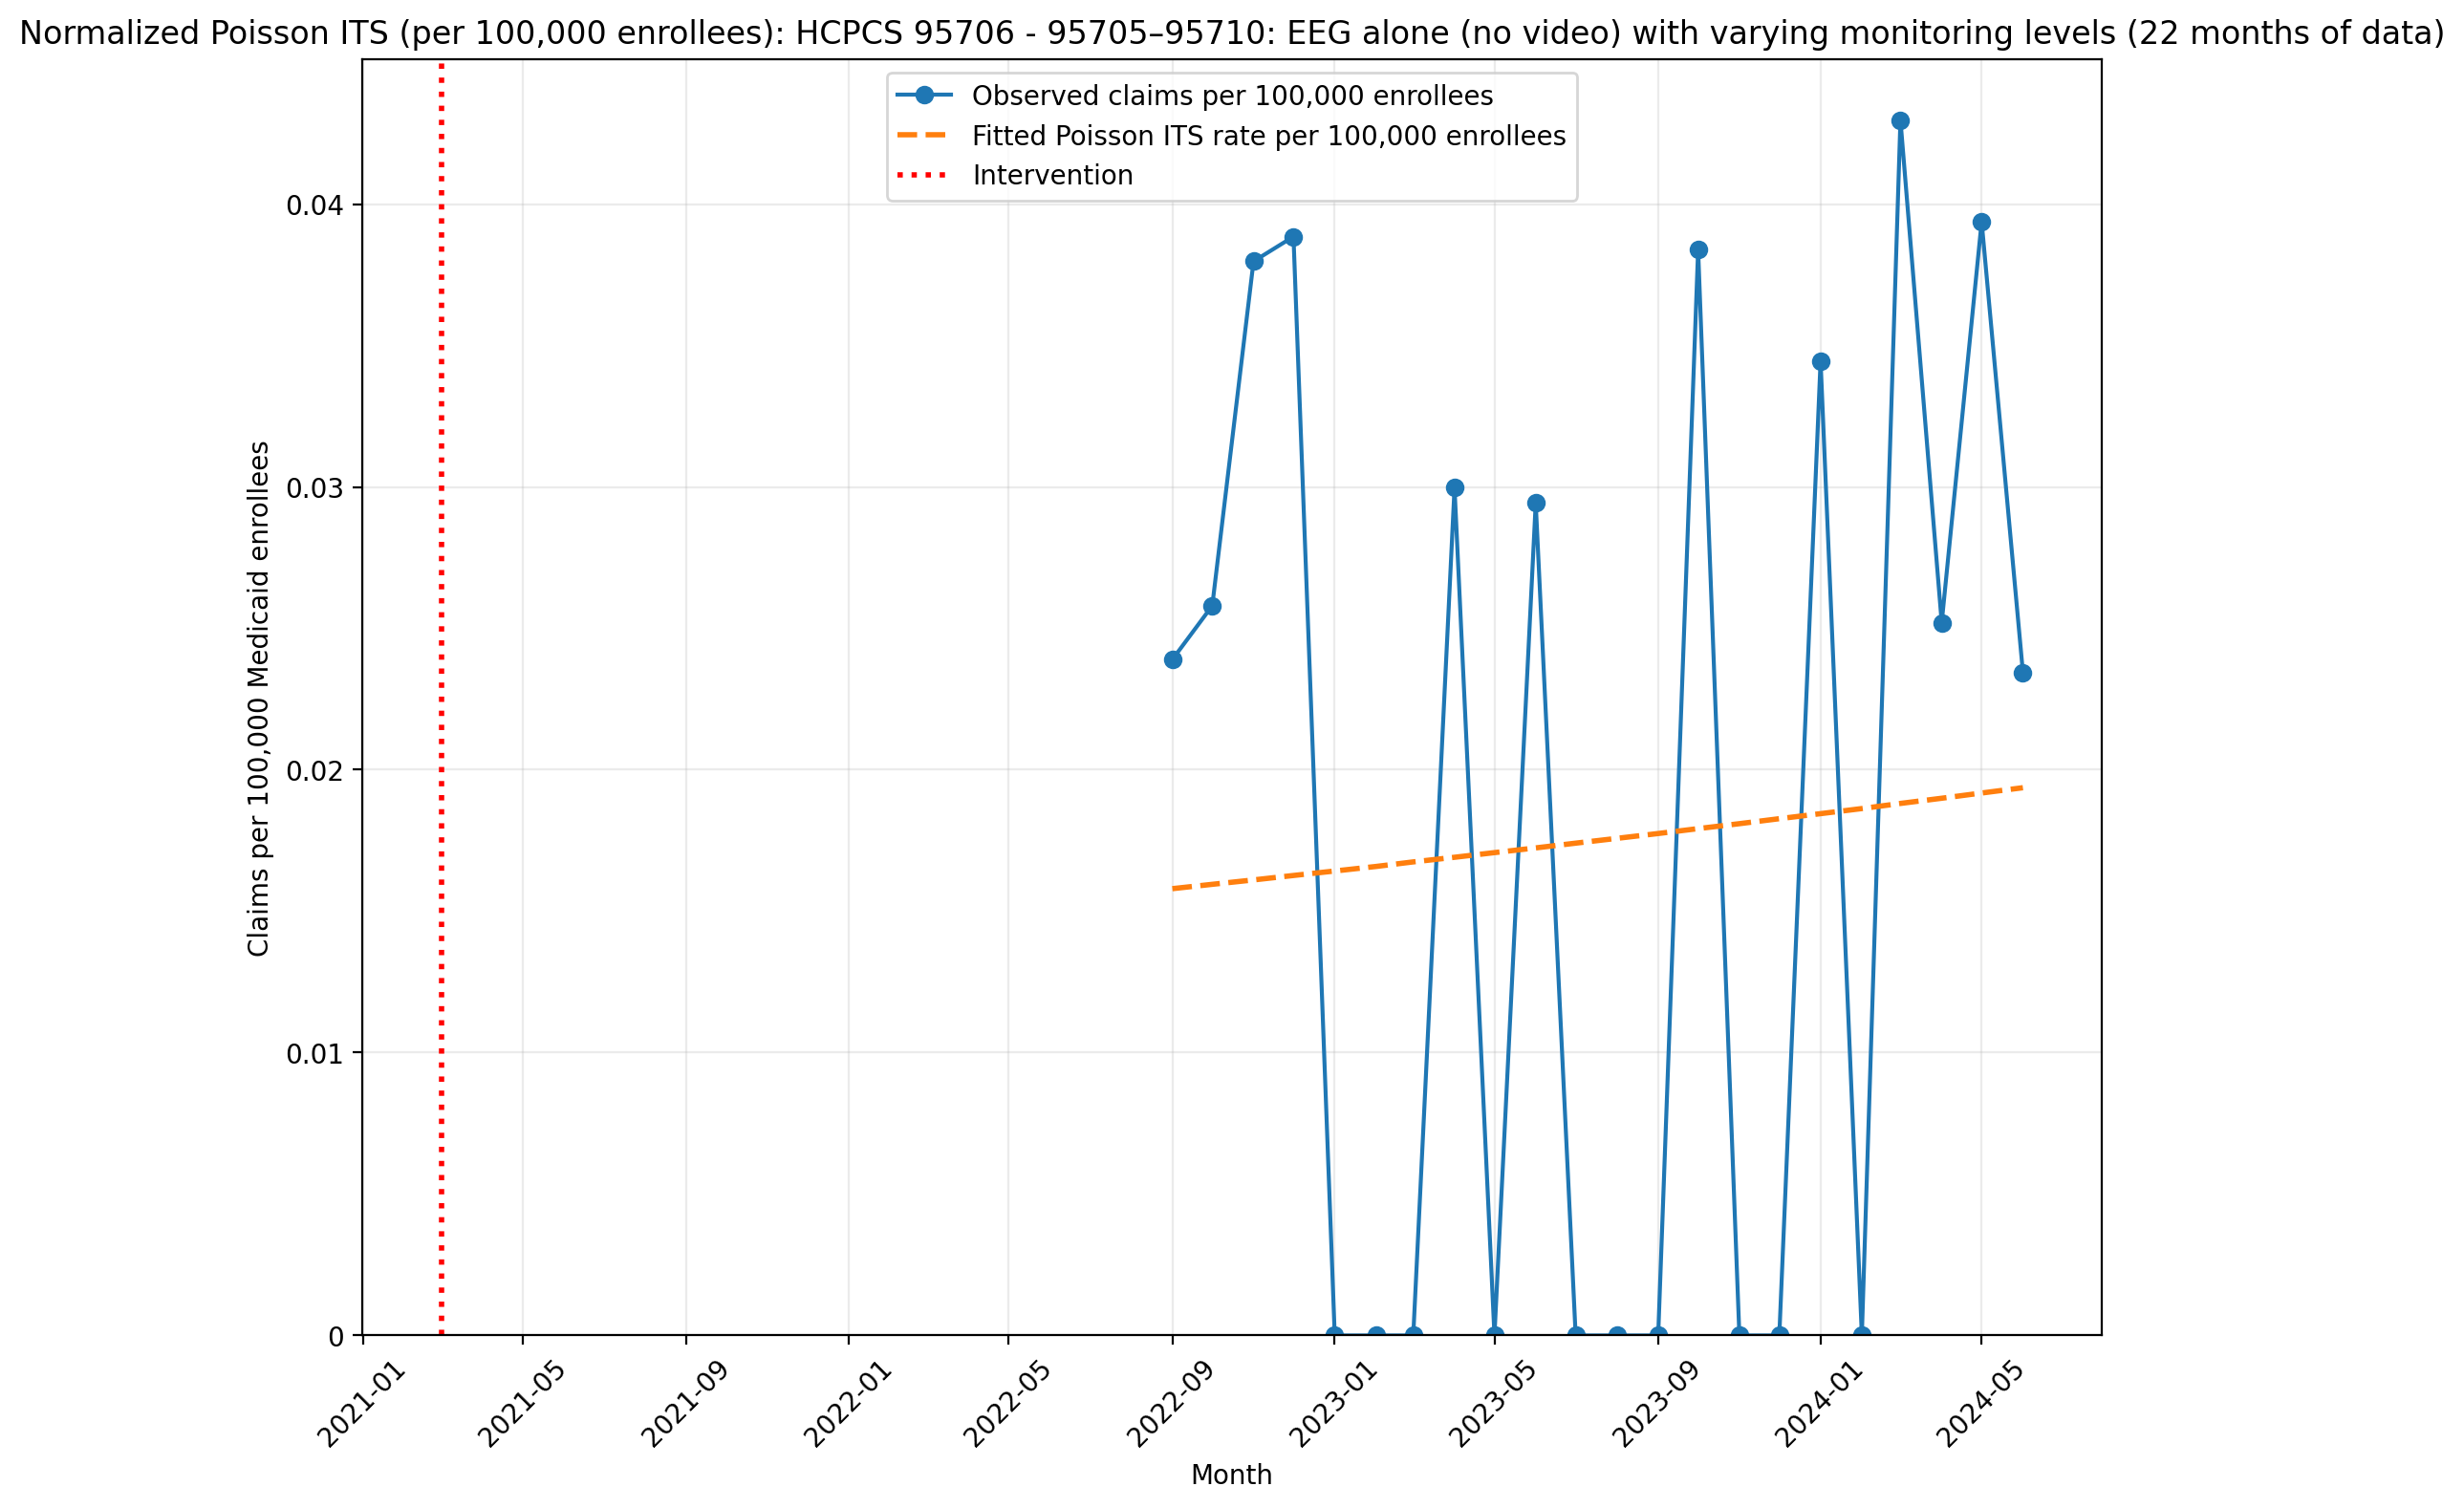 Normalized Poisson ITS (per 100,000 enrollees): HCPCS 95706 - 95705–95710: EEG alone (no video) with varying monitoring levels (22 months of data)
Observed claims per 100,000 enrollees
Fitted Poisson ITS rate per 100,000 enrollees
Intervention
Claims per 100,000 Medicaid enrollees
0.04
0.03
0.02
0.01
0
2021-01
2021-05
2021-09
2022-01
2022-05
2022-09
2023-01
2023-05
2023-09
2024-01
2024-05
Month